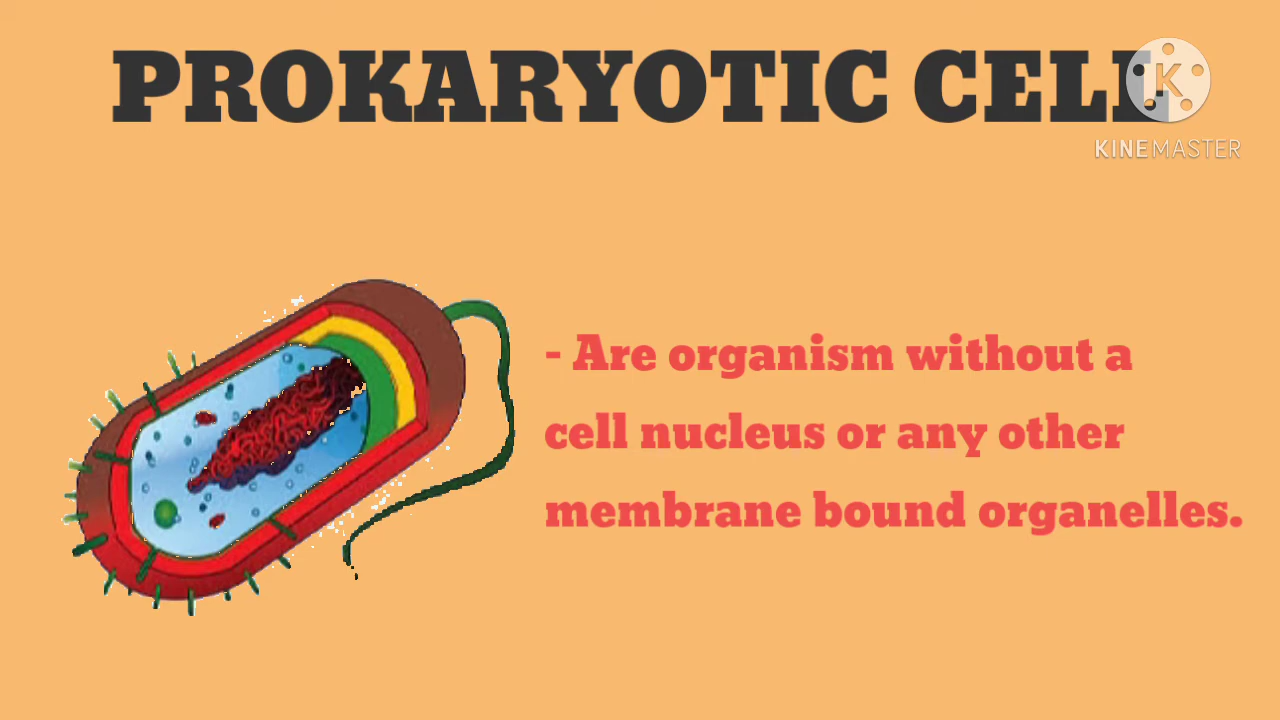 PROKARYOTIC CELL
K
KINEMASTER
- Are organism without a
cell nucleus or any other
membrane bound organelles.